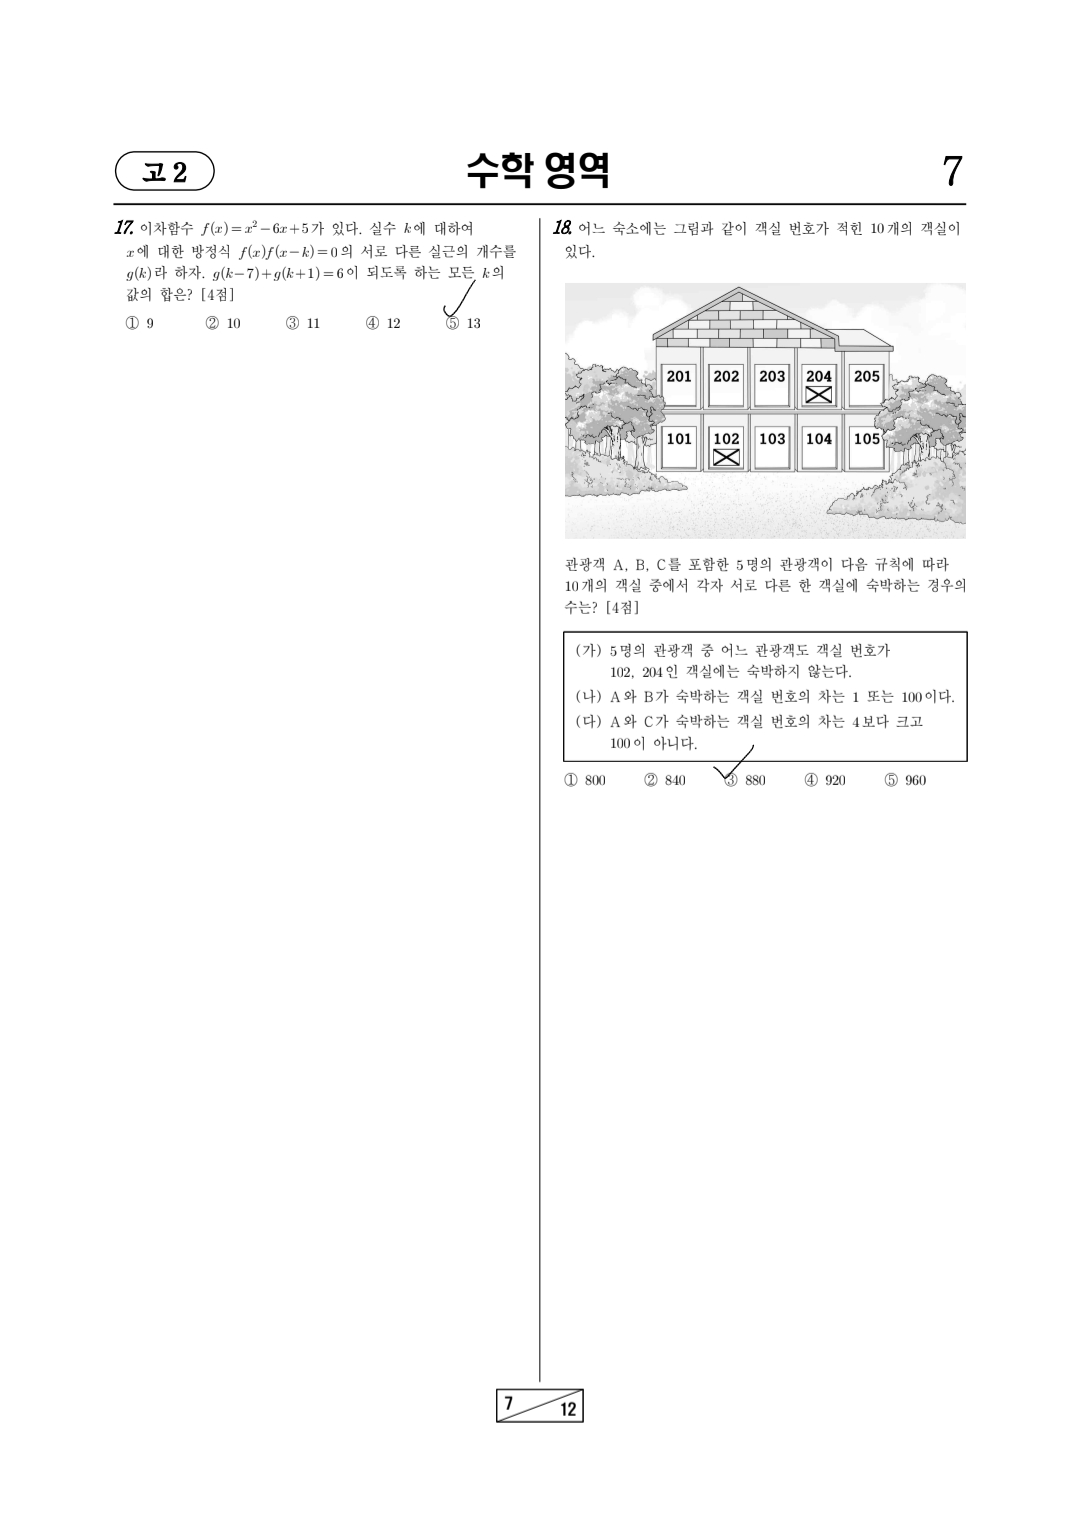 고 2
수학 영역
7
17. 이차함수 f(x)=x²-6x+5가 있다. 실수 k에 대하여
x에 대한 방정식 f(x)f(x-k)=0의 서로 다른 실근의 개수를
g(k)라 하자. g(k-7)+g(k+1)=6이 되도록 하는 모든 k의
값의 합은? [4점]
① 9 ② 10 ③ 11 ④ 12 ⑤ 13
18. 어느 숙소에는 그림과 같이 객실 번호가 적힌 10개의 객실이
있다.
201 202 203 204 205
101 102 103 104 105
관광객 A, B, C를 포함한 5명의 관광객이 다음 규칙에 따라
10개의 객실 중에서 각자 서로 다른 한 객실에 숙박하는 경우의
수는? [4점]
(가) 5명의 관광객 중 어느 관광객도 객실 번호가
102, 204인 객실에는 숙박하지 않는다.
(나) A와 B가 숙박하는 객실 번호의 차는 1 또는 100이다.
(다) A와 C가 숙박하는 객실 번호의 차는 4보다 크고
100이 아니다.
① 800 ② 840 ③ 880 ④ 920 ⑤ 960
7 12